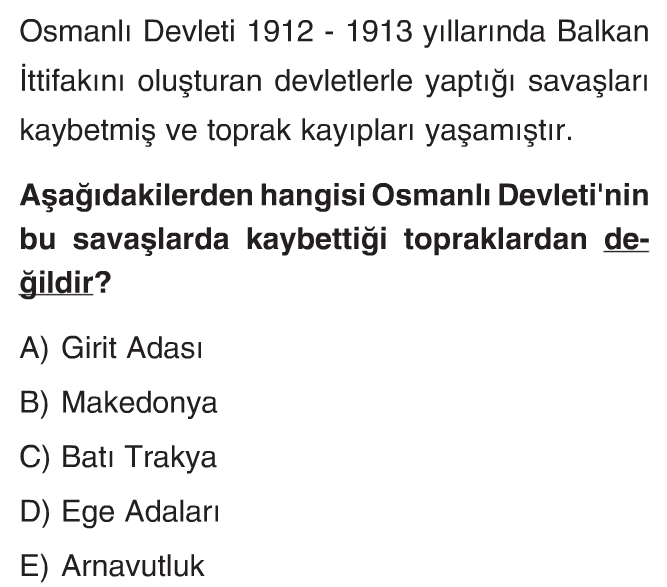 Osmanlı Devleti 1912 - 1913 yıllarında Balkan
İttifakını oluşturan devletlerle yaptığı savaşları
kaybetmiş ve toprak kayıpları yaşamıştır.
Aşağıdakilerden hangisi Osmanlı Devleti'nin
bu savaşlarda kaybettiği topraklardan de-
ğildir?
A) Girit Adası
B) Makedonya
C) Batı Trakya
D) Ege Adaları
E) Arnavutluk